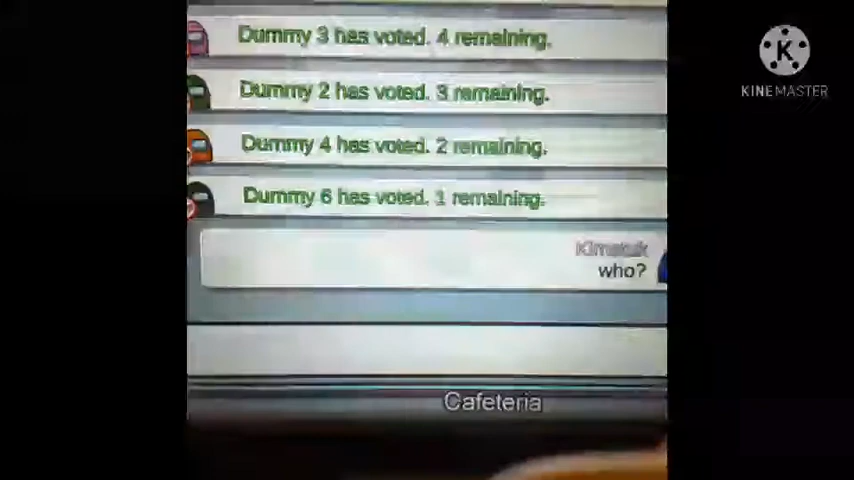 Dummy 3 has voted. 4 remaining.
K
KINEMASTER
Dummy 2 has voted. 3 remaining.
Dummy 4 has voted. 2 remaining.
Dummy 6 has voted. 1 remaining.
who?
Cafeteria